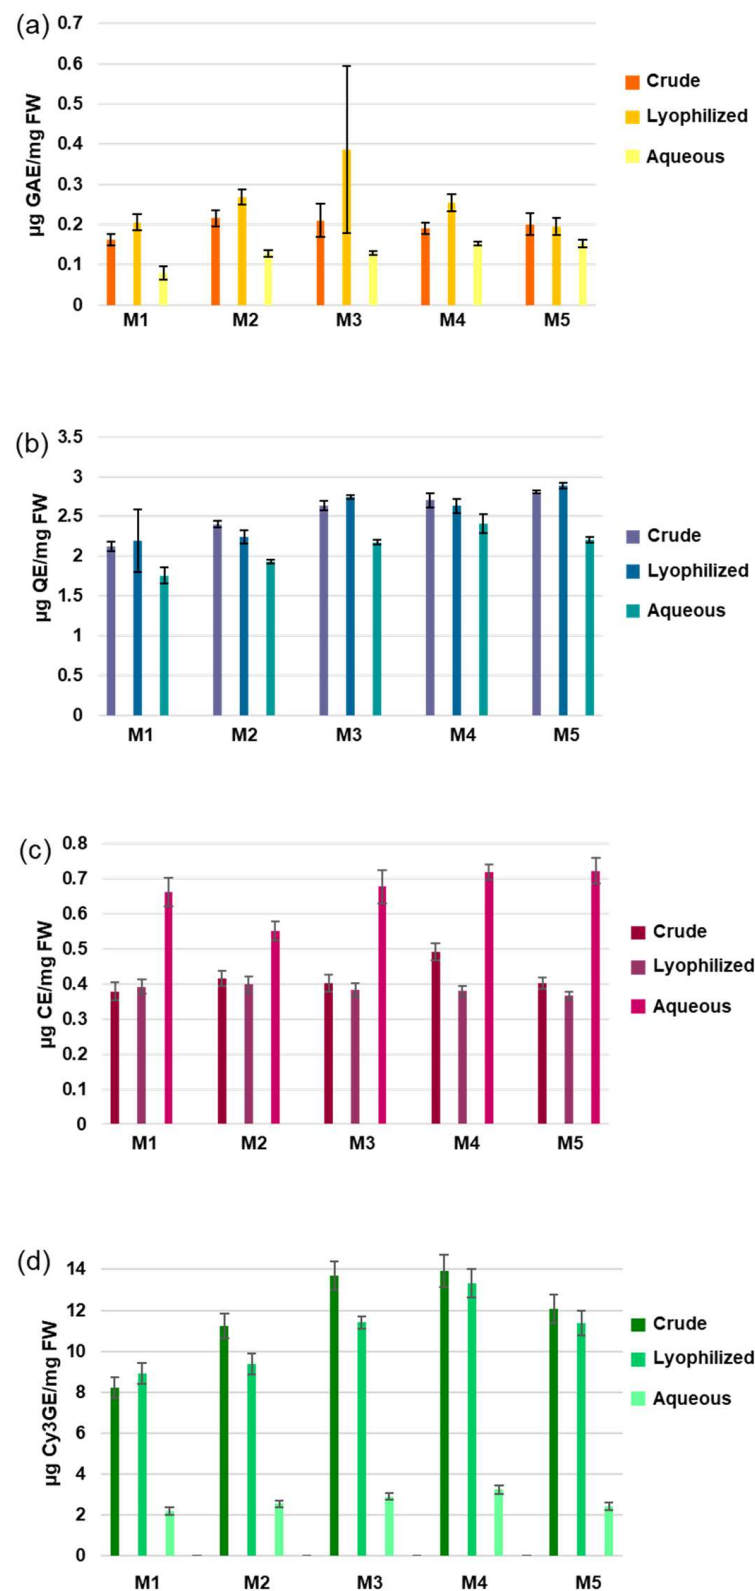 (a)
0.7
0.6
0.5
0.4
0.3
0.2
0.1
0
µg GAE/mg FW
M1 M2 M3 M4 M5
Crude
Lyophilized
Aqueous
(b)
3.5
3
2.5
2
1.5
1
0.5
0
µg QE/mg FW
M1 M2 M3 M4 M5
Crude
Lyophilized
Aqueous
(c)
0.8
0.7
0.6
0.5
0.4
0.3
0.2
0.1
0
µg CE/mg FW
M1 M2 M3 M4 M5
Crude
Lyophilized
Aqueous
(d)
14
12
10
8
6
4
2
0
µg Cy3GE/mg FW
M1 M2 M3 M4 M5
Crude
Lyophilized
Aqueous